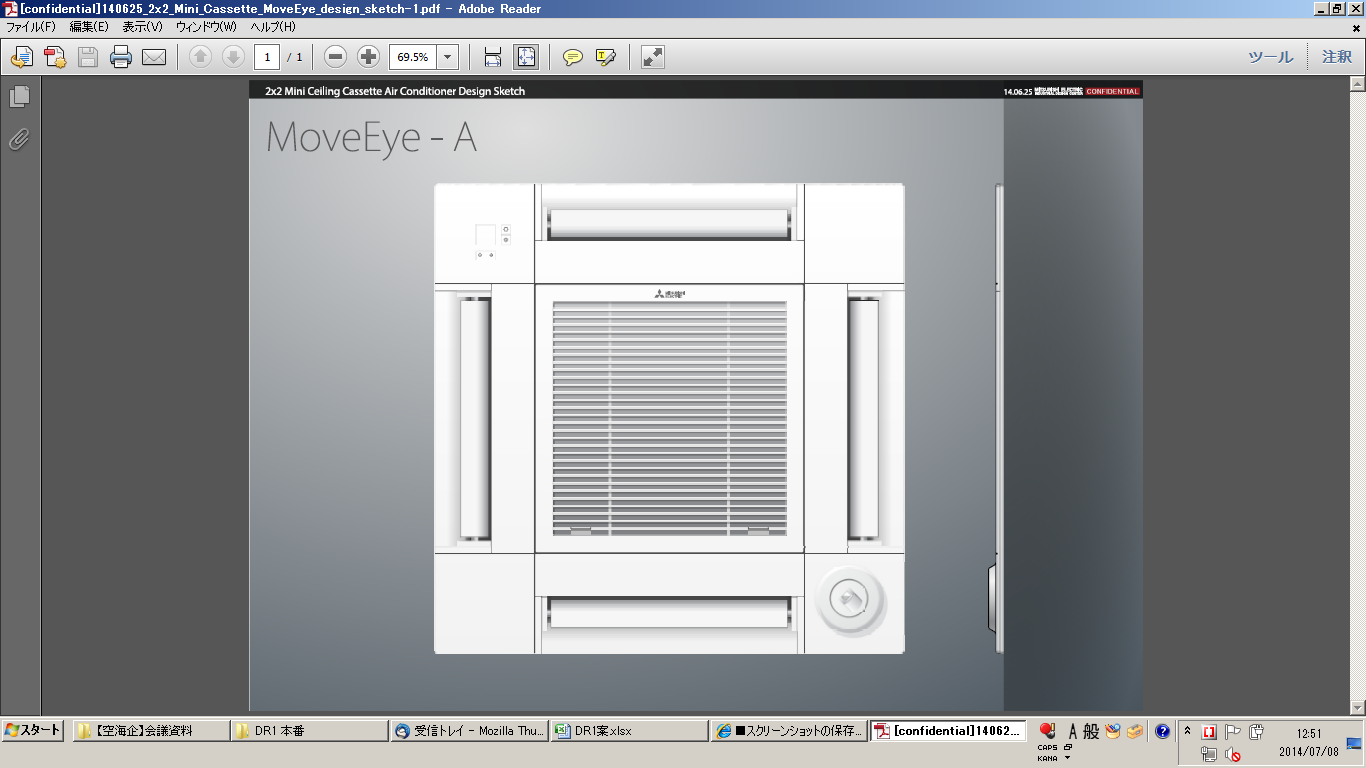 [confidential]140625_2x2_Mini_Cassette_MoveEye_design_sketch-1.pdf - Adobe Reader
ファイル(F) 編集(E) 表示(V) ウィンドウ(W) ヘルプ(H)
1 / 1 69.5% ツール 注釈
2x2 Mini Ceiling Cassette Air Conditioner Design Sketch 14.06.25 MITSUBISHI ELECTRIC CONFIDENTIAL
MoveEye - A
MITSUBISHI ELECTRIC
スタート 【空海企】会議資料 DR1 本番 受信トレイ - Mozilla Thu... DR1案.xlsx ■スクリーンショットの保存... [confidential]14062... A 般 12:51
CAPS
KANA 2014/07/08